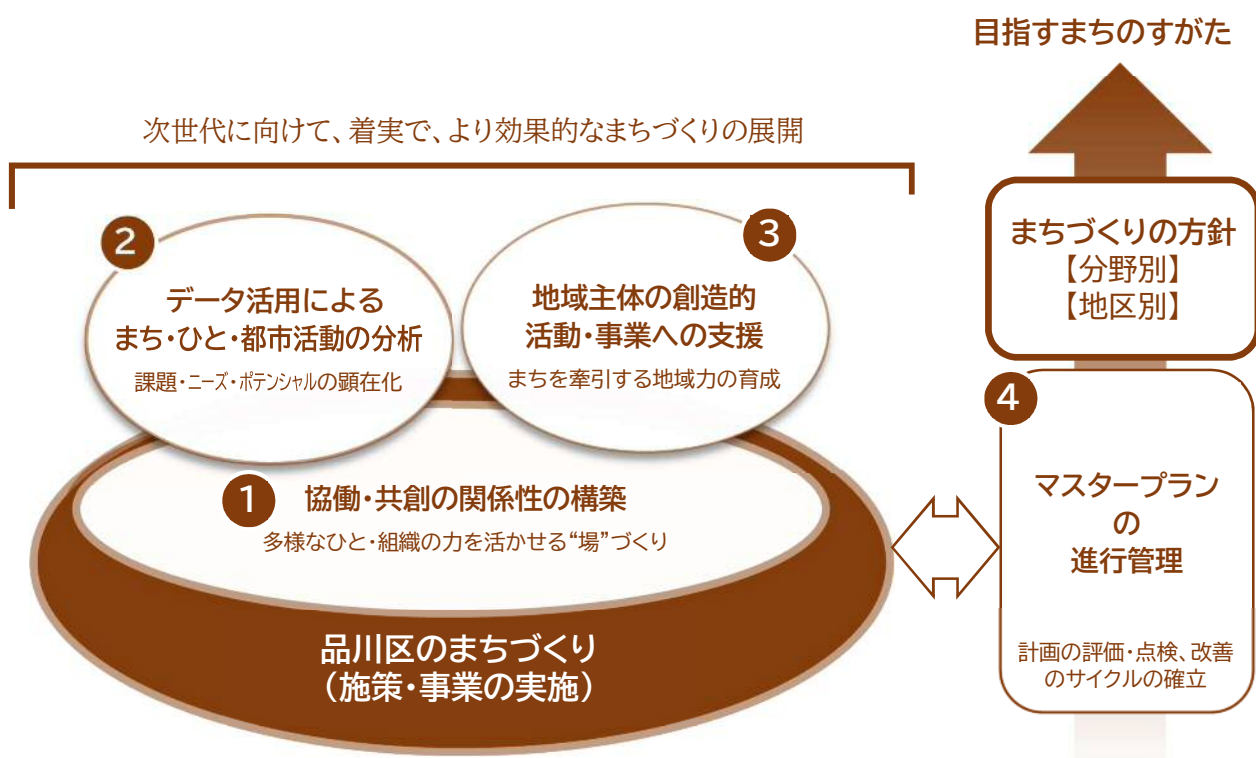 目指すまちのすがた
次世代に向けて、着実で、より効果的なまちづくりの展開
2
データ活用による
まち・ひと・都市活動の分析
課題・ニーズ・ポテンシャルの顕在化
3
地域主体の創造的
活動・事業への支援
まちを牽引する地域力の育成
1
協働・共創の関係性の構築
多様なひと・組織の力を活かせる“場”づくり
品川区のまちづくり
（施策・事業の実施）
まちづくりの方針
【分野別】
【地区別】
4
マスタープラン
の
進行管理
計画の評価・点検、改善
のサイクルの確立